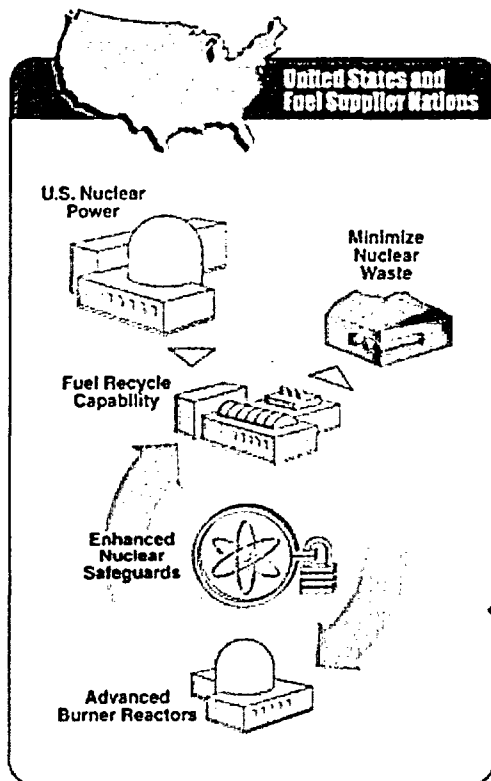 United States and
Fuel Supplier Nations
U.S. Nuclear
Power
Minimize
Nuclear
Waste
Fuel Recycle
Capability
Enhanced
Nuclear
Safeguards
Advanced
Burner Reactors